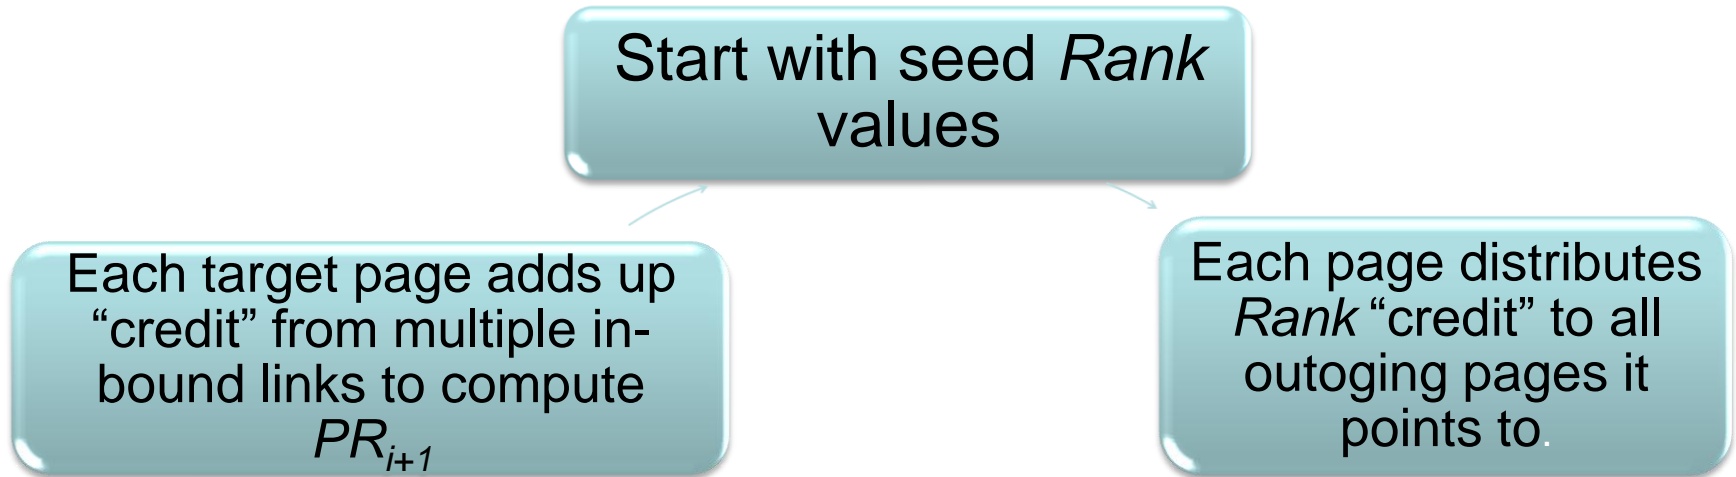 Start with seed Rank
values
Each target page adds up
“credit” from multiple in-
bound links to compute
PRi+1
Each page distributes
Rank “credit” to all
outoging pages it
points to.